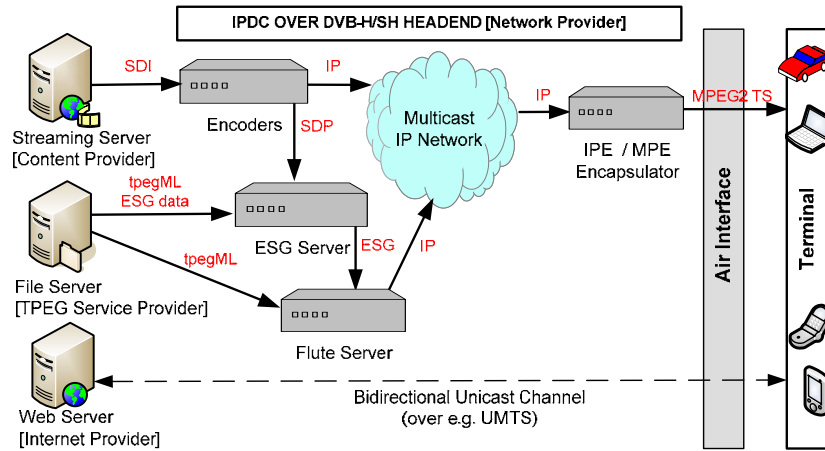 IPDC OVER DVB-H/SH HEADEND [Network Provider]
SDI
IP
Encoders
SDP
Streaming Server
[Content Provider]
Multicast
IP Network
IP
IPE / MPE
Encapsulator
MPEG2 TS
tpegML
ESG data
ESG Server
ESG
IP
tpegML
File Server
[TPEG Service Provider]
Flute Server
Air Interface
Terminal
Web Server
[Internet Provider]
Bidirectional Unicast Channel
(over e.g. UMTS)